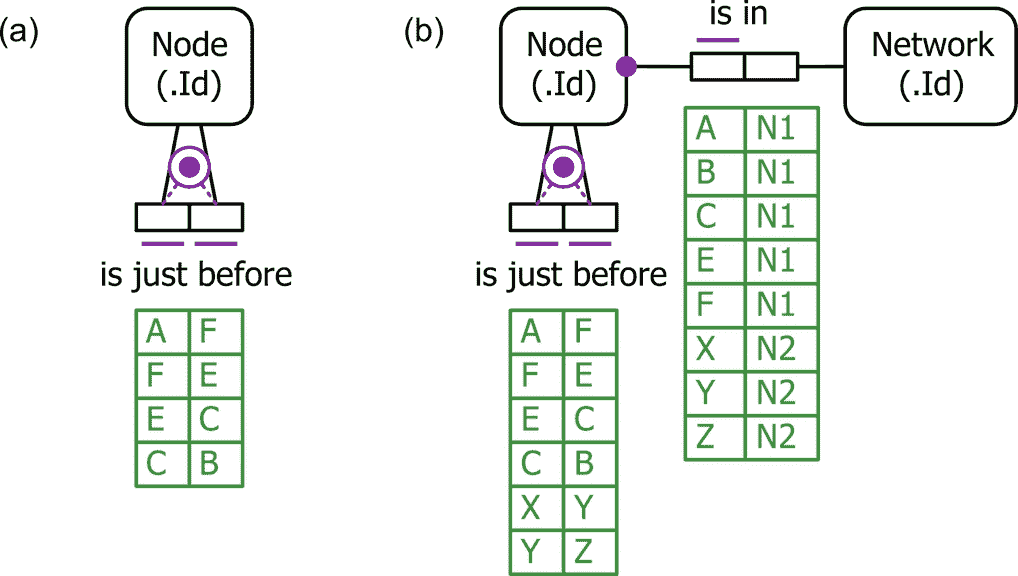 (a)
Node
(.Id)
is just before
A F
F E
E C
C B
(b)
Node
(.Id)
is in
Network
(.Id)
is just before
A F
F E
E C
C B
X Y
Y Z
A N1
B N1
C N1
E N1
F N1
X N2
Y N2
Z N2